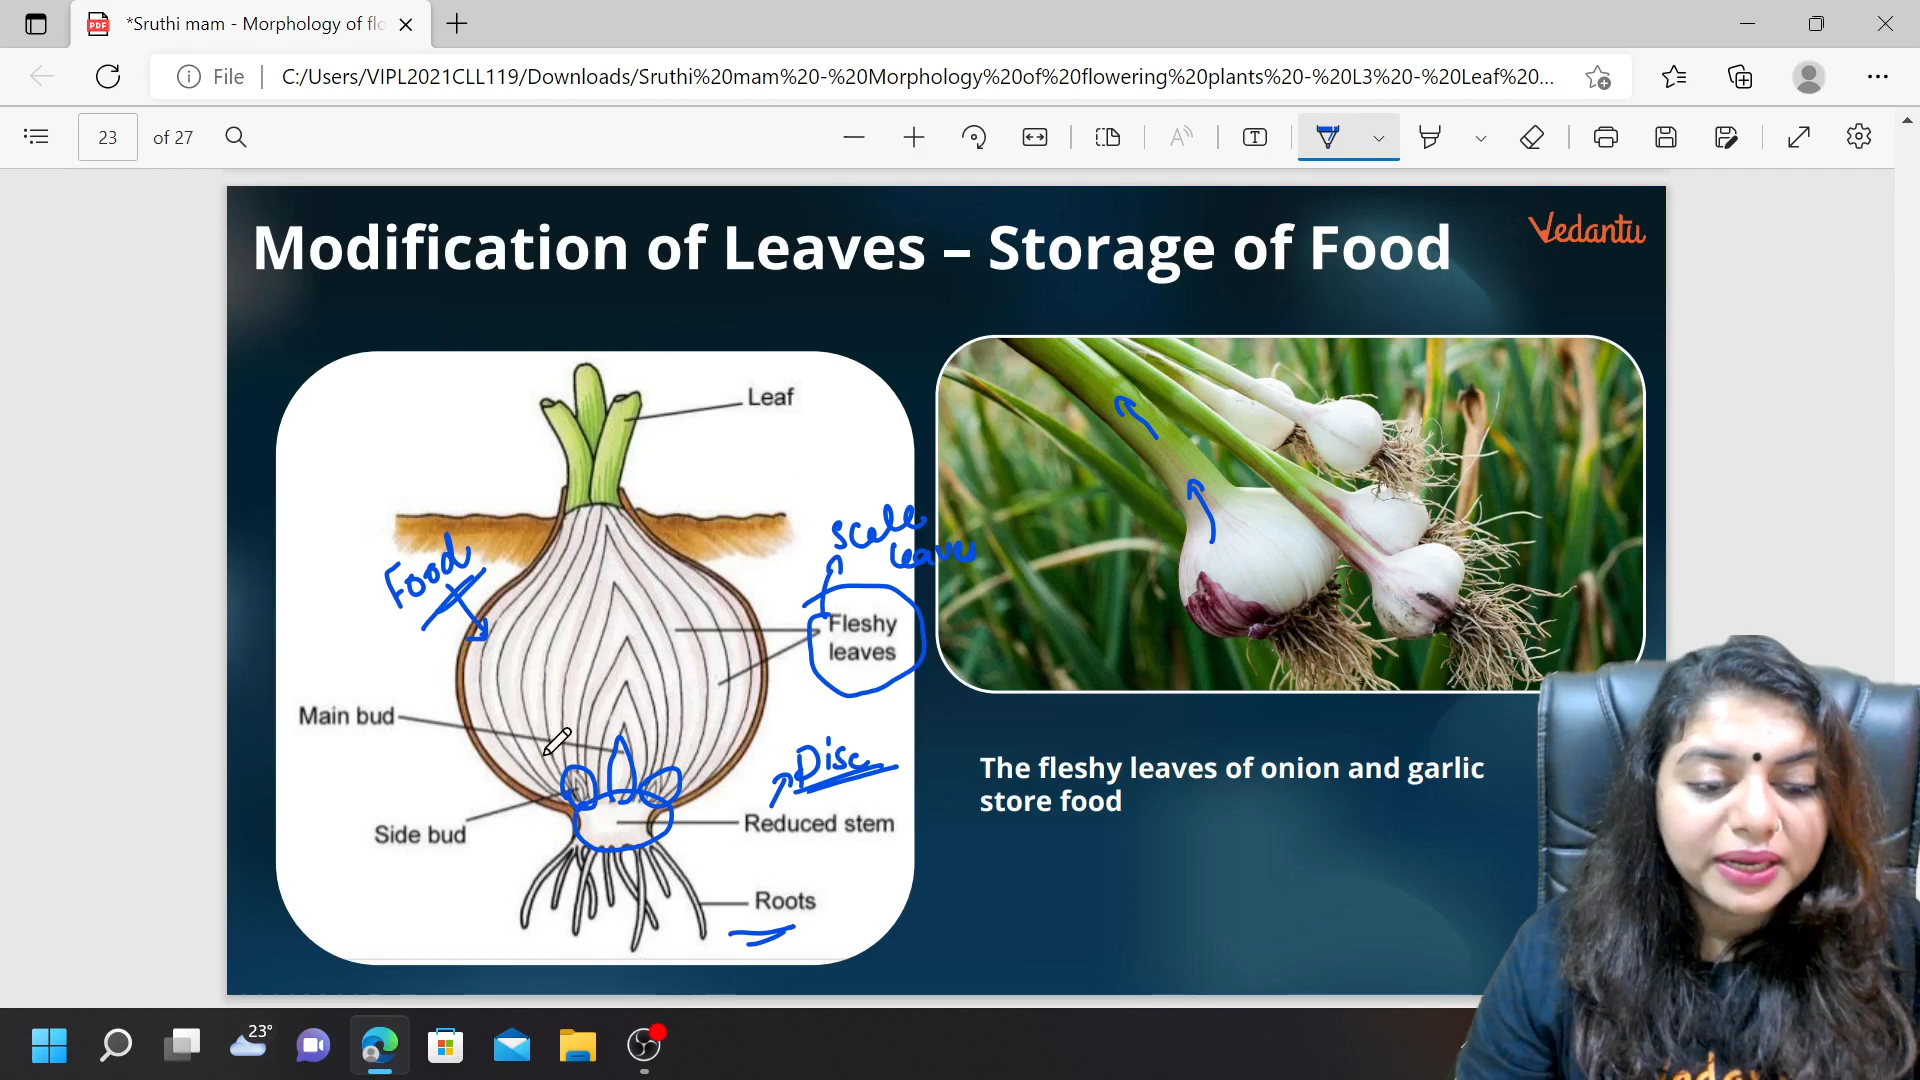 *Sruthi mam - Morphology of flo
File
C:/Users/VIPL2021CLL119/Downloads/Sruthi%20mam%20-%20Morphology%20of%20flowering%20plants%20-%20L3%20-%20Leaf%20...
23 of 27
Modification of Leaves – Storage of Food
Vedantu
Leaf
Scale
leaves
Food
Fleshy
leaves
Main bud
Disc
Side bud
Reduced stem
Roots
The fleshy leaves of onion and garlic
store food
23°